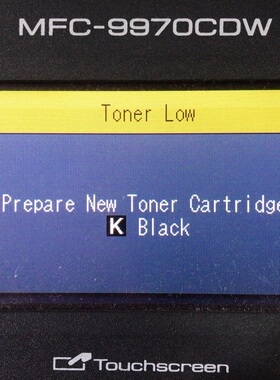 MFC-9970CDW
Toner Low
Prepare New Toner Cartridge
K Black
Touchscreen